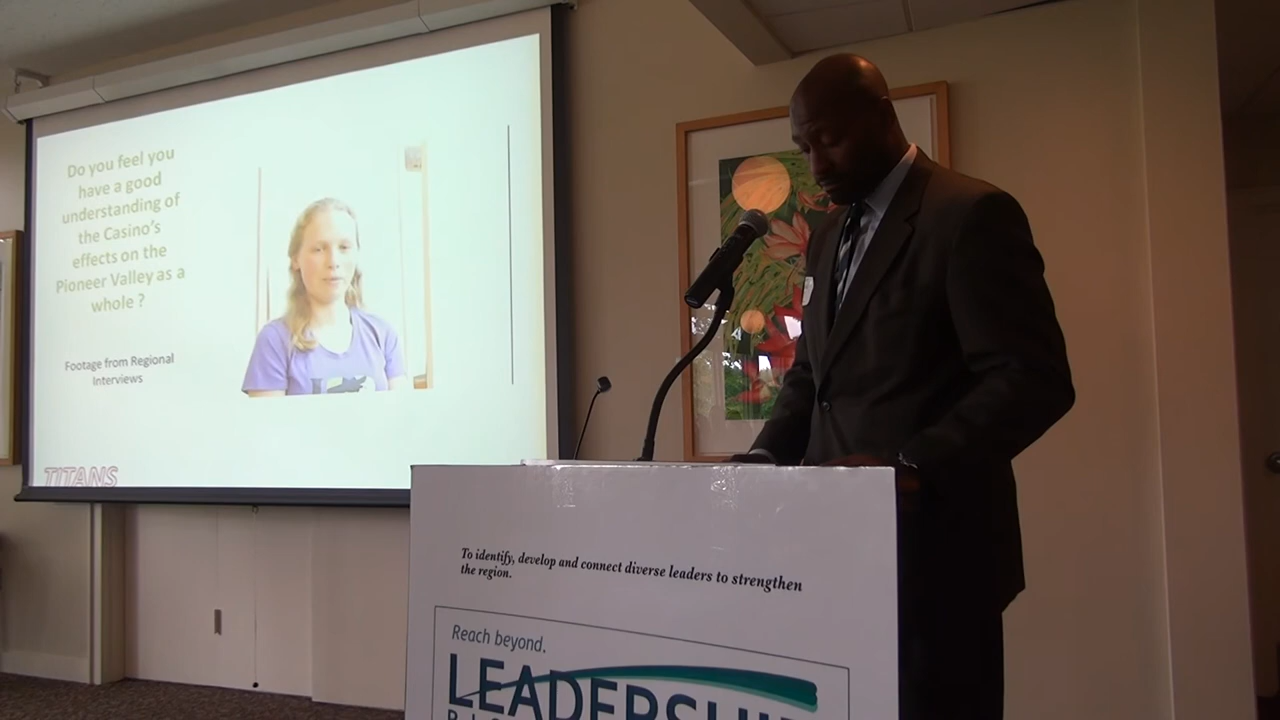 Do you feel you
have a good
understanding of
the Casino's
effects on the
Pioneer Valley as a
whole ?
Footage from Regional
Interviews
TITANS
To identify, develop and connect diverse leaders to strengthen
the region.
Reach beyond.
LEADERSHIP